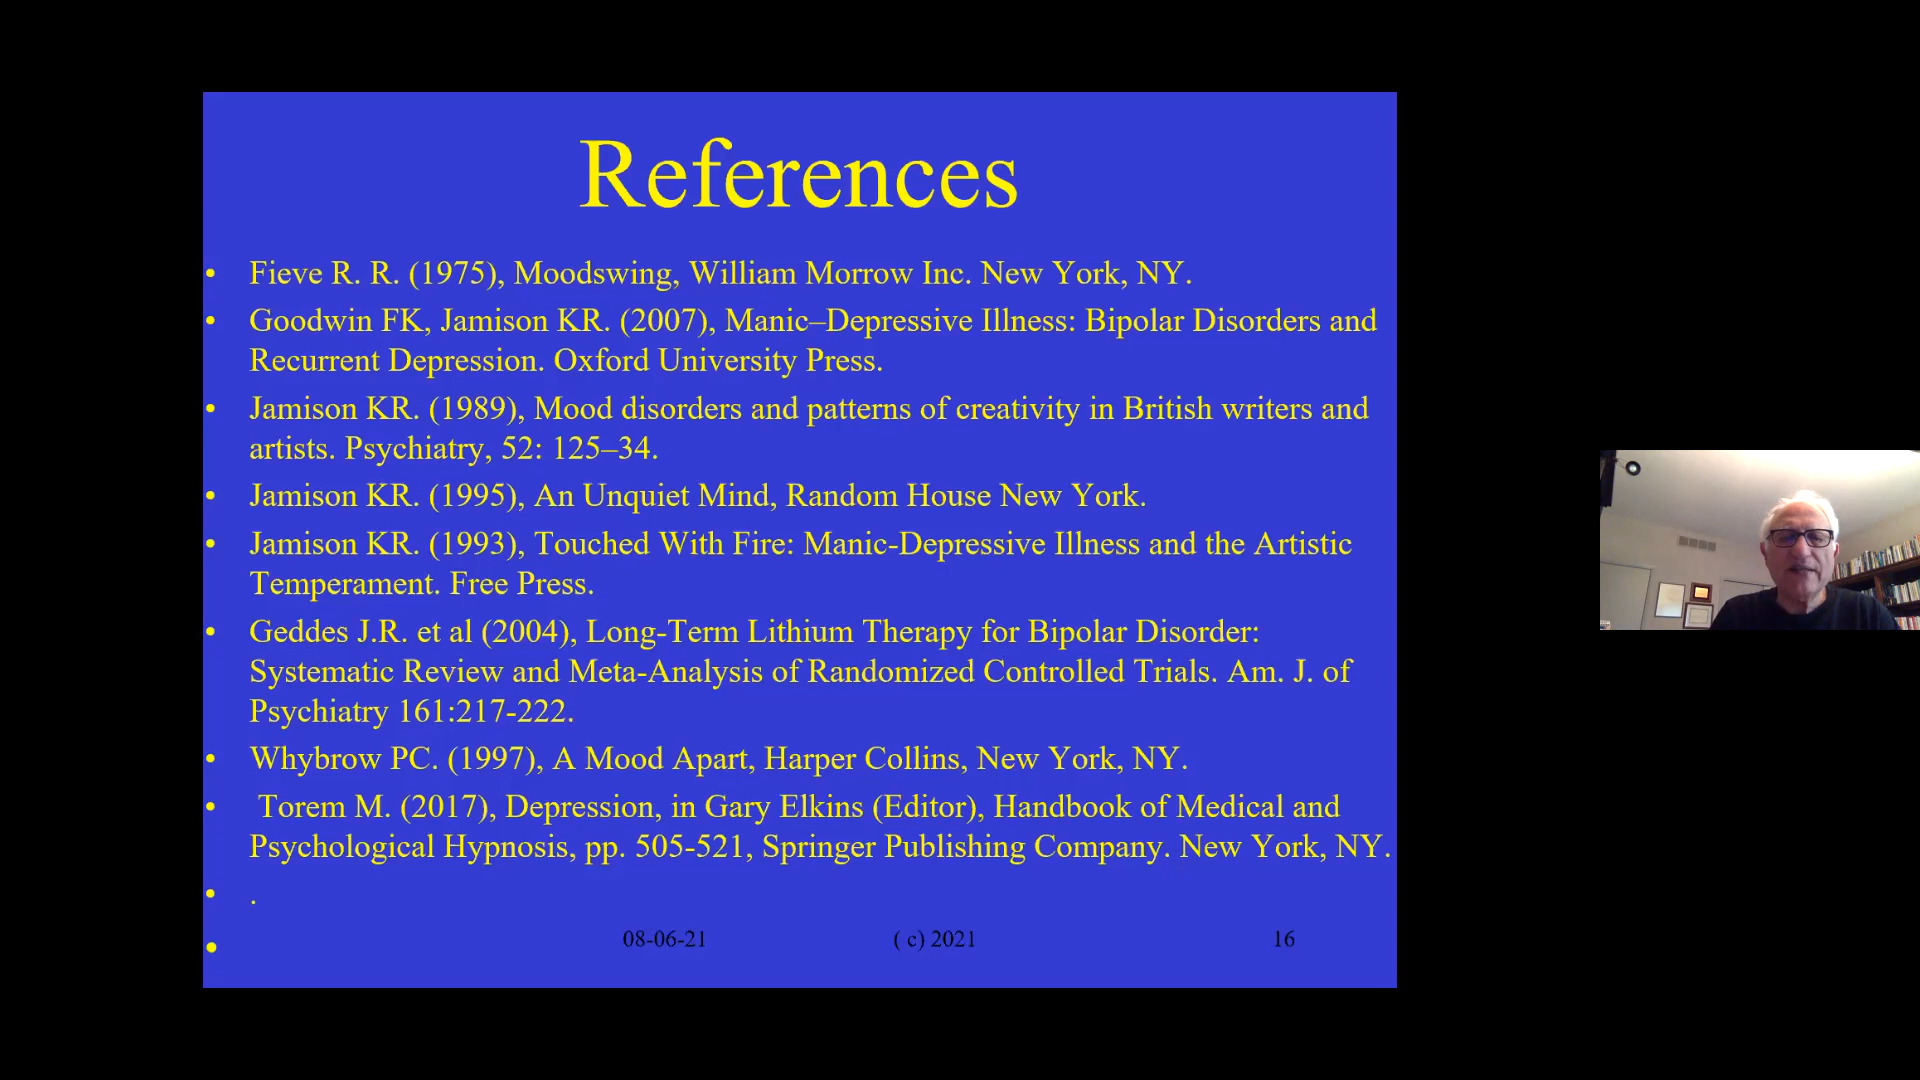 References
• Fieve R. R. (1975), Moodswing, William Morrow Inc. New York, NY.
• Goodwin FK, Jamison KR. (2007), Manic–Depressive Illness: Bipolar Disorders and
Recurrent Depression. Oxford University Press.
• Jamison KR. (1989), Mood disorders and patterns of creativity in British writers and
artists. Psychiatry, 52: 125–34.
• Jamison KR. (1995), An Unquiet Mind, Random House New York.
• Jamison KR. (1993), Touched With Fire: Manic-Depressive Illness and the Artistic
Temperament. Free Press.
• Geddes J.R. et al (2004), Long-Term Lithium Therapy for Bipolar Disorder:
Systematic Review and Meta-Analysis of Randomized Controlled Trials. Am. J. of
Psychiatry 161:217-222.
• Whybrow PC. (1997), A Mood Apart, Harper Collins, New York, NY.
• Torem M. (2017), Depression, in Gary Elkins (Editor), Handbook of Medical and
Psychological Hypnosis, pp. 505-521, Springer Publishing Company. New York, NY.
• .
•
08-06-21 ( c) 2021 16